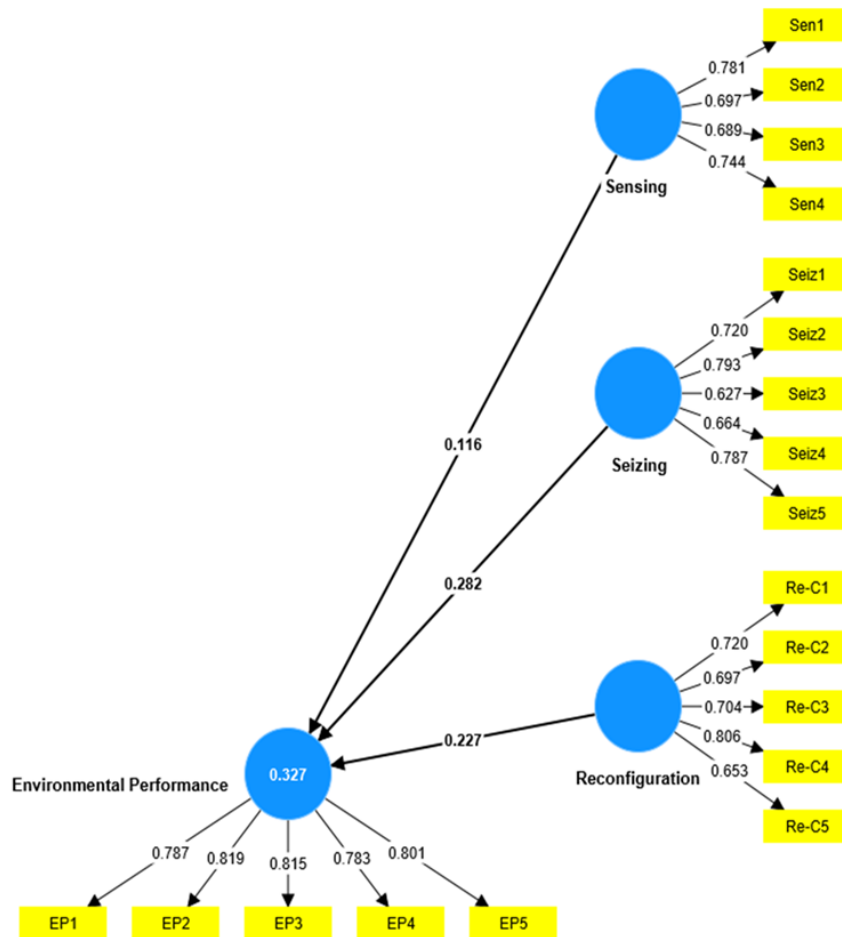 Sen1
0.781
Sen2
0.697
0.689
Sen3
0.744
Sen4
Sensing
Seiz1
0.720
Seiz2
0.793
0.627
Seiz3
0.664
Seiz4
0.787
Seizing
Seiz5
0.116
0.282
Re-C1
0.720
Re-C2
0.697
0.704
Re-C3
0.806
Re-C4
0.653
Reconfiguration
Re-C5
0.227
0.327
Environmental Performance
0.787
0.819
0.815
0.783
0.801
EP1
EP2
EP3
EP4
EP5